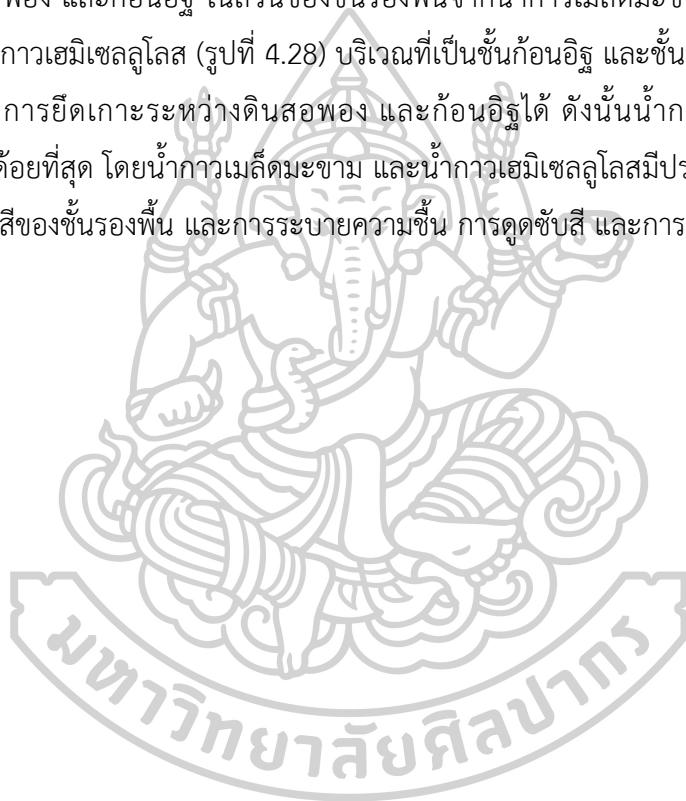 พอง และก้อนอิฐ ในส่วนของชั้นรองพื้นจากน้ำกาวเมล็ดมะข
กาวเฮมิเซลลูโลส (รูปที่ 4.28) บริเวณที่เป็นชั้นก้อนอิฐ และชั้น
การยึดเกาะระหว่างดินสอพอง และก้อนอิฐได้ ดังนั้นน้ำก
ด้อยที่สุด โดยน้ำกาวเมล็ดมะขาม และน้ำกาวเฮมิเซลลูโลสมีปร
สีของชั้นรองพื้น และการระบายความชื้น การดูดซับสี และการ
มหาวิทยาลัยศิลปากร